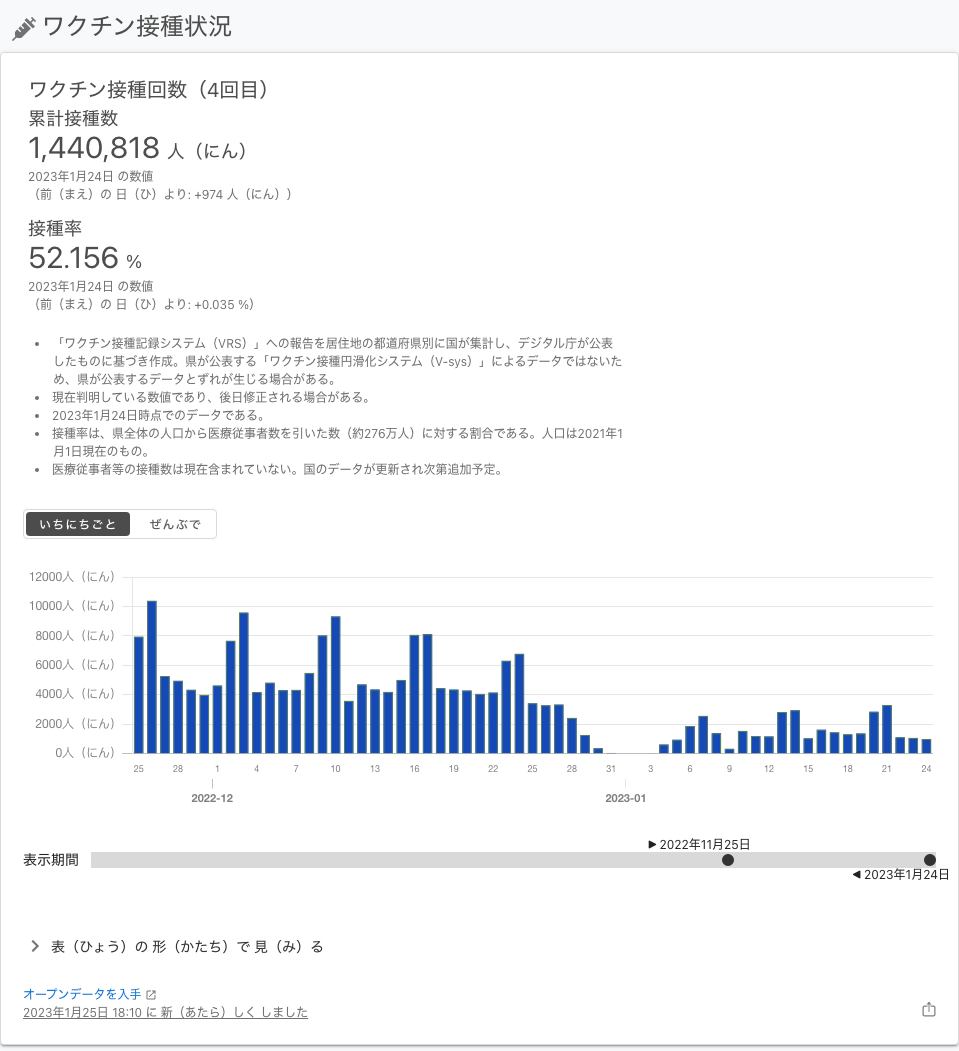 ワクチン接種状況
ワクチン接種回数（4回目）
累計接種数
1,440,818 人（にん）
2023年1月24日 の数値
（前（まえ）の 日（ひ）より: +974 人（にん））
接種率
52.156 %
2023年1月24日 の数値
（前（まえ）の 日（ひ）より: +0.035 %）
「ワクチン接種記録システム（VRS）」への報告を居住地の都道府県別に国が集計し、デジタル庁が公表
したものに基づき作成。県が公表する「ワクチン接種円滑化システム（V-sys）」によるデータではないた
め、県が公表するデータとずれが生じる場合がある。
現在判明している数値であり、後日修正される場合がある。
2023年1月24日時点でのデータである。
接種率は、県全体の人口から医療従事者数を引いた数（約276万人）に対する割合である。人口は2021年1
月1日現在のもの。
医療従事者等の接種数は現在含まれていない。国のデータが更新され次第追加予定。
いちにちごと ぜんぶで
12000人（にん）
10000人（にん）
8000人（にん）
6000人（にん）
4000人（にん）
2000人（にん）
0人（にん）
25 28 1 4 7 10 13 16 19 22 25 28 31 3 6 9 12 15 18 21 24
2022-12 2023-01
2022年11月25日
表示期間
2023年1月24日
表（ひょう）の 形（かたち）で 見（み）る
オープンデータを入手
2023年1月25日 18:10 に 新（あたら）しく しました